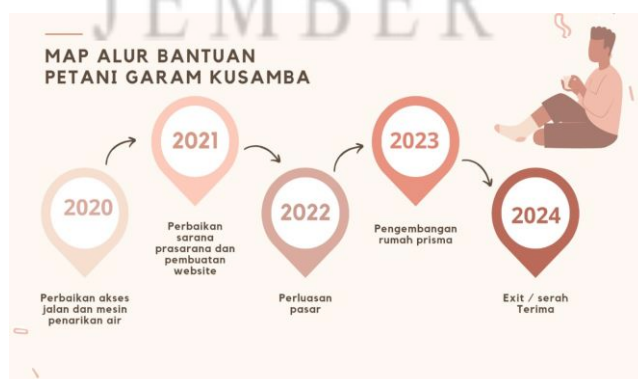 JEMBER
MAP ALUR BANTUAN
PETANI GARAM KUSAMBA
2020
Perbaikan akses
jalan dan mesin
penarikan air
2021
Perbaikan
sarana
prasarana dan
pembuatan
website
2022
Perluasan
pasar
2023
Pengembangan
rumah prisma
2024
Exit / serah
Terima